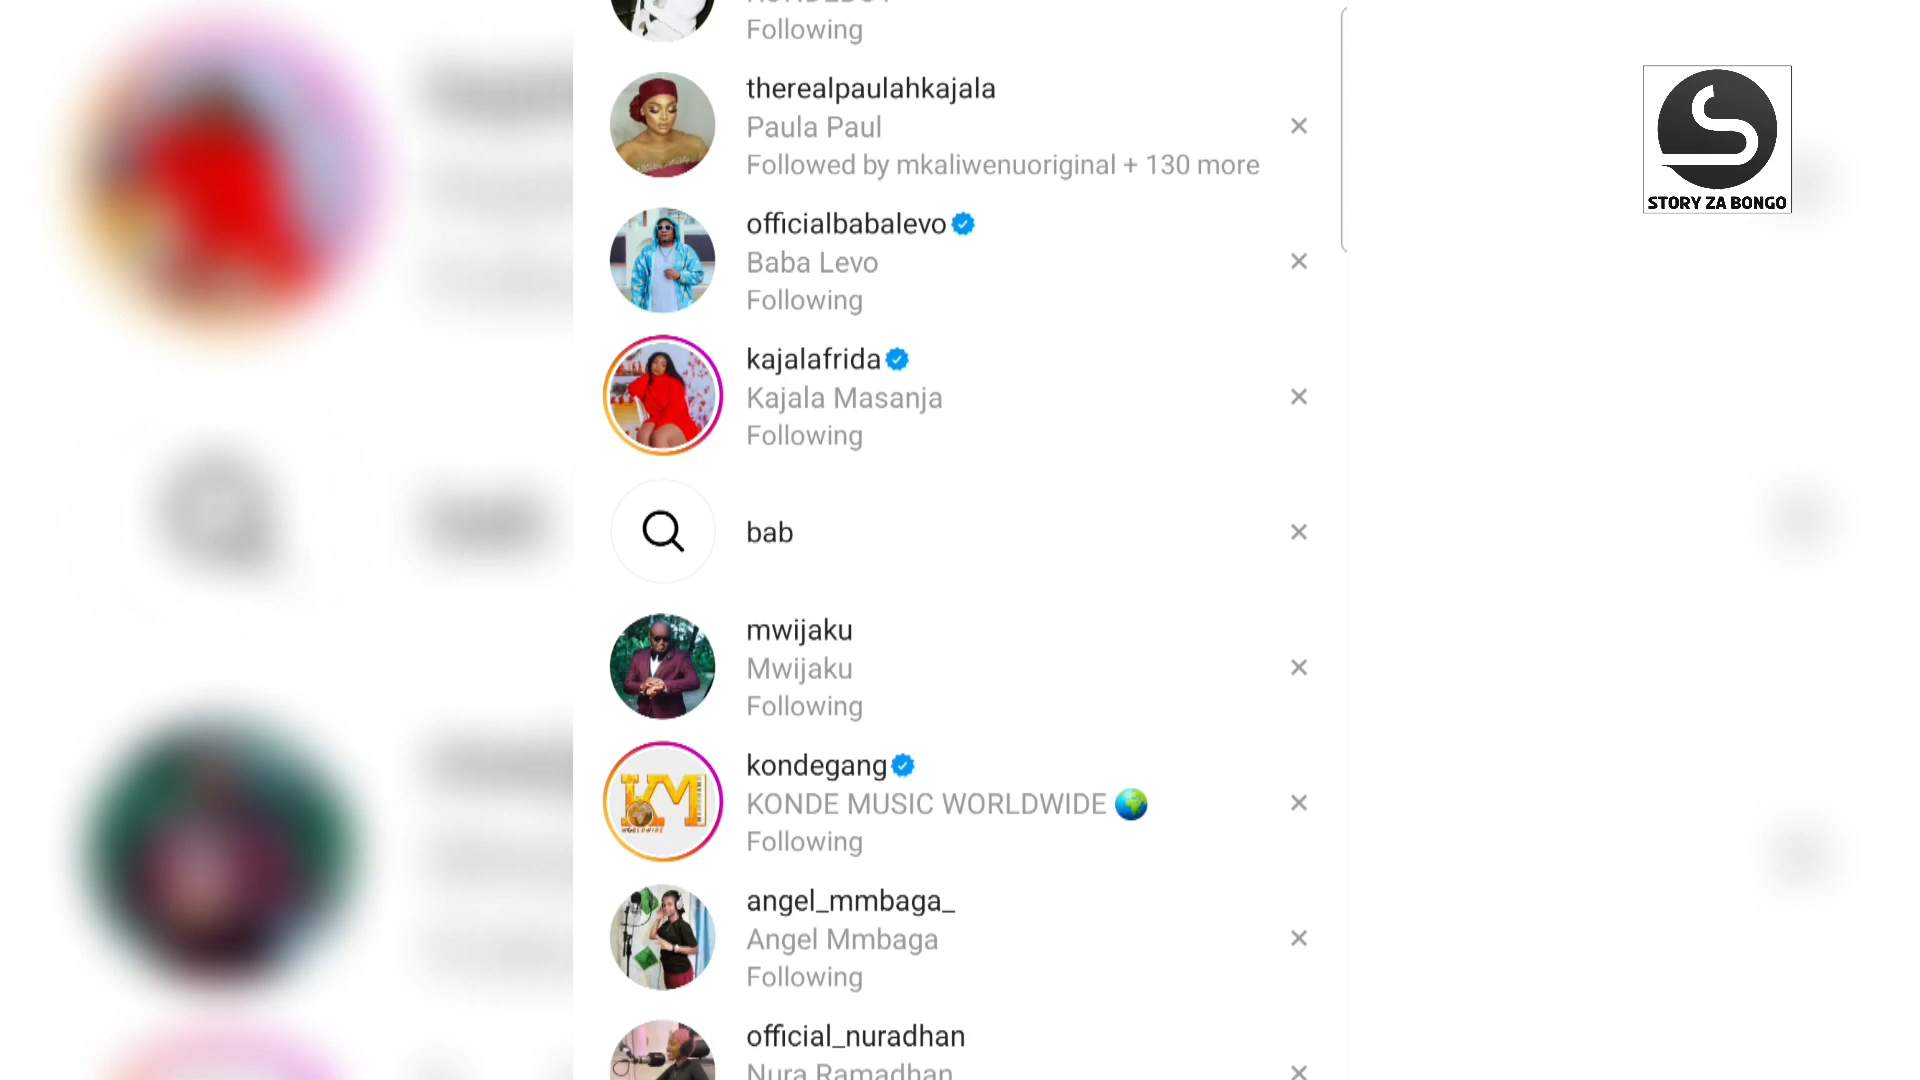 Following
therealpaulahkajala
Paula Paul
Followed by mkaliwenuoriginal + 130 more
officialbabalevo
Baba Levo
Following
kajalafrida
Kajala Masanja
Following
bab
mwijaku
Mwijaku
Following
kondegang
KONDE MUSIC WORLDWIDE 🌍
Following
angel_mmbaga_
Angel Mmbaga
Following
official_nuradhan
Nura Ramadhan
STORY ZA BONGO